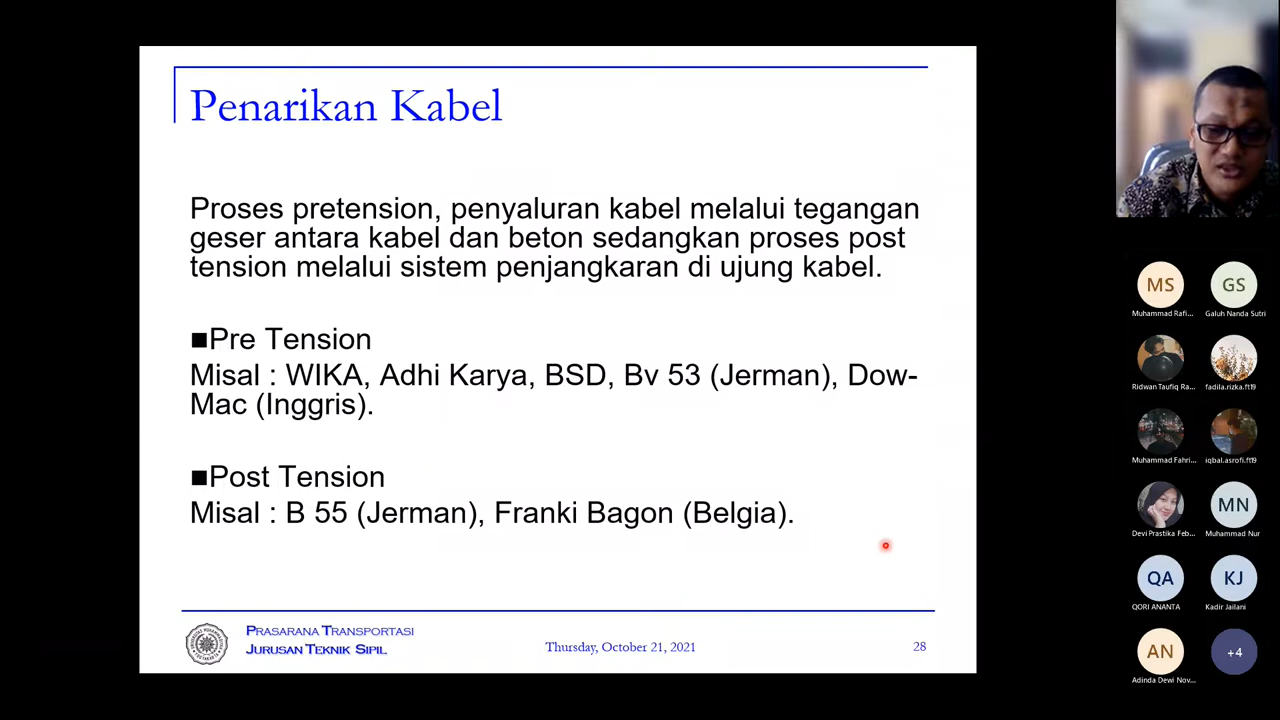 Penarikan Kabel
Proses pretension, penyaluran kabel melalui tegangan
geser antara kabel dan beton sedangkan proses post
tension melalui sistem penjangkaran di ujung kabel.
■Pre Tension
Misal : WIKA, Adhi Karya, BSD, Bv 53 (Jerman), Dow-
Mac (Inggris).
■Post Tension
Misal : B 55 (Jerman), Franki Bagon (Belgia).
PRASARANA TRANSPORTASI
JURUSAN TEKNIK SIPIL
Thursday, October 21, 2021
28
MS
GS
Muhammad Rafi...
Galuh Nanda Sutri
Ridwan Taufiq Ra...
fadila.rizka.ft19
Muhammad Fahri...
iqbal.asrofi.ft19
MN
Devi Prastika Feb...
Muhammad Nur
QA
KJ
QORI ANANTA
Kadir Jailani
AN
+4
Adinda Dewi Nov...